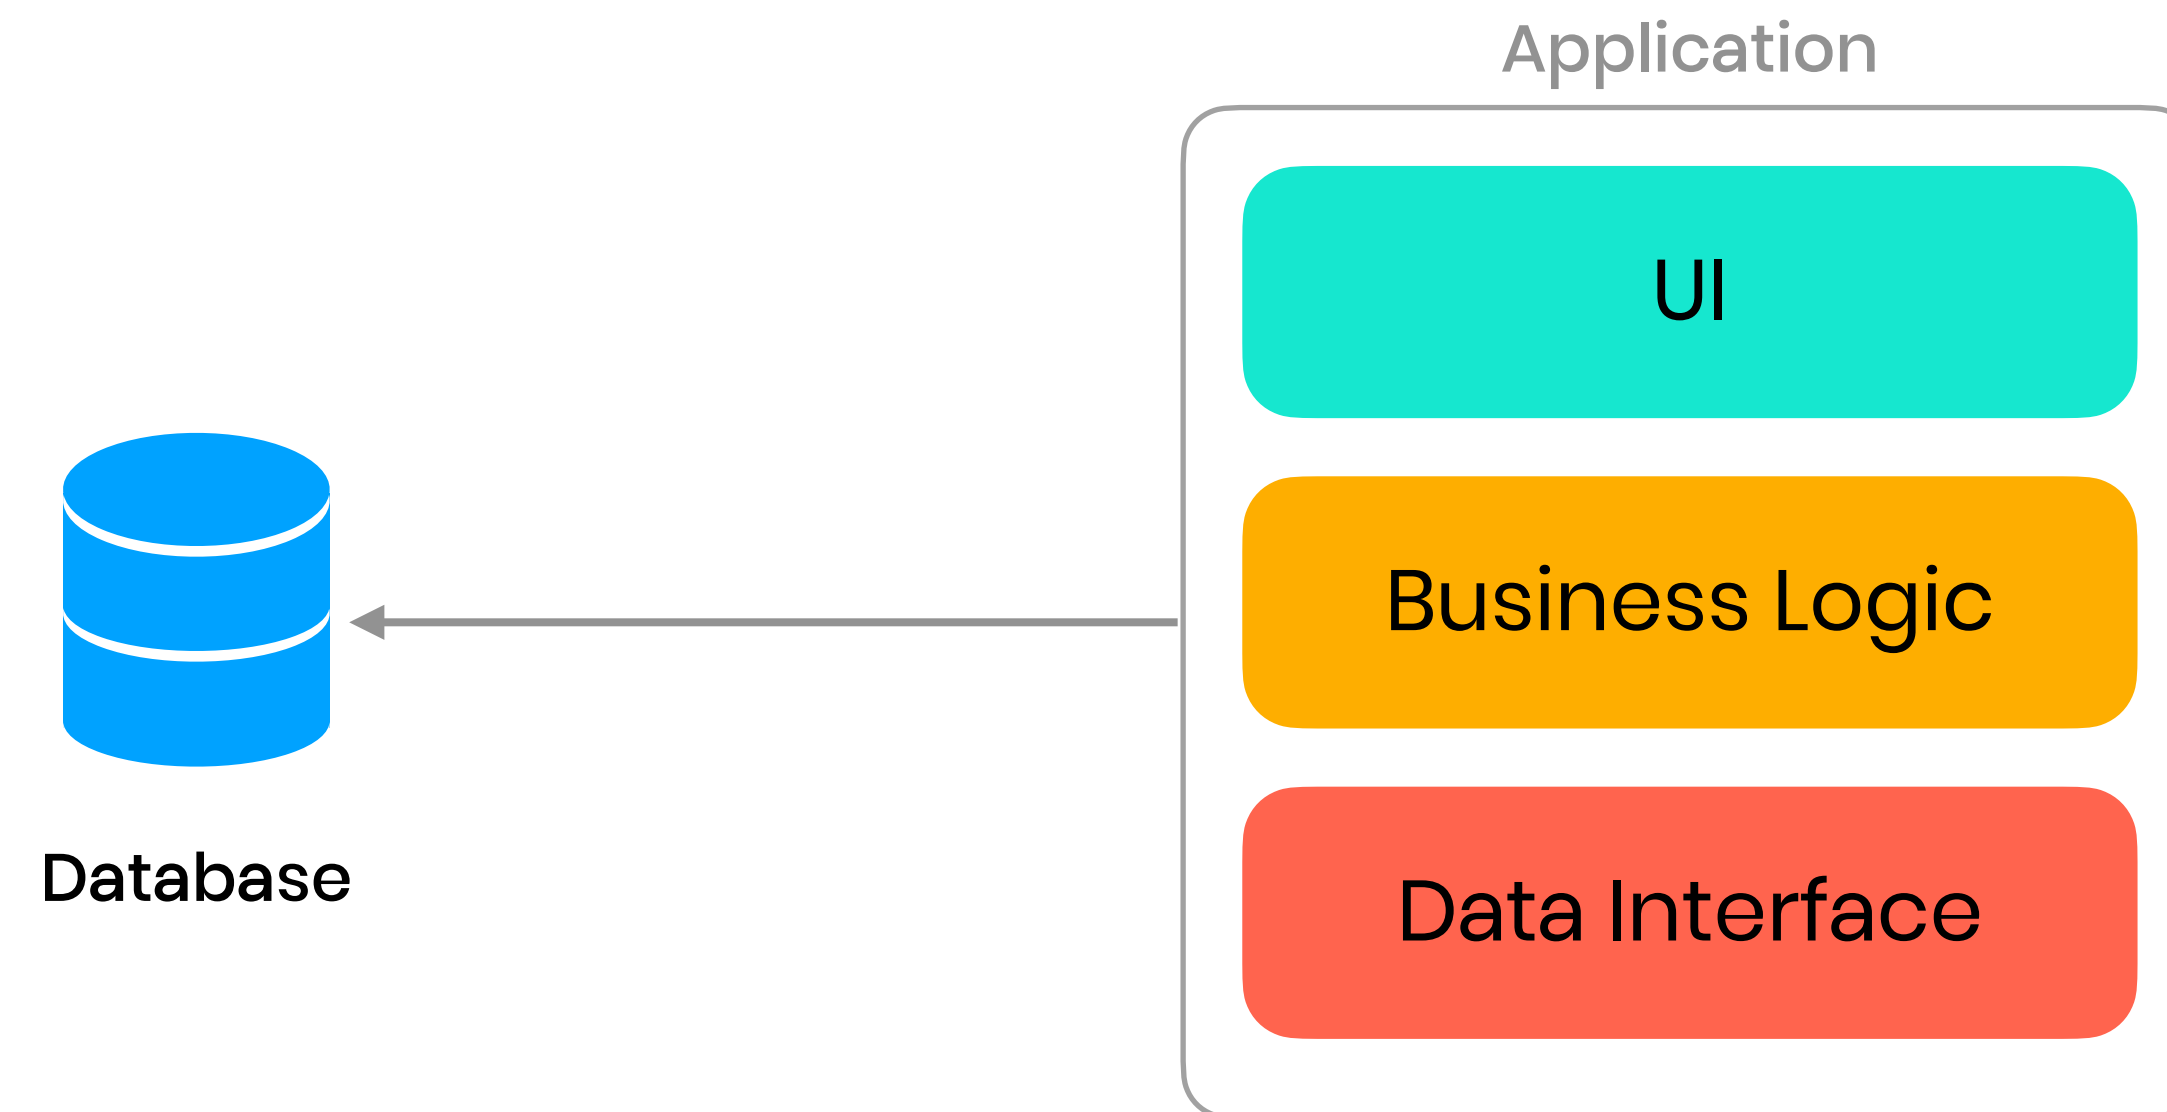 Application
UI
Business Logic
Data Interface
Database